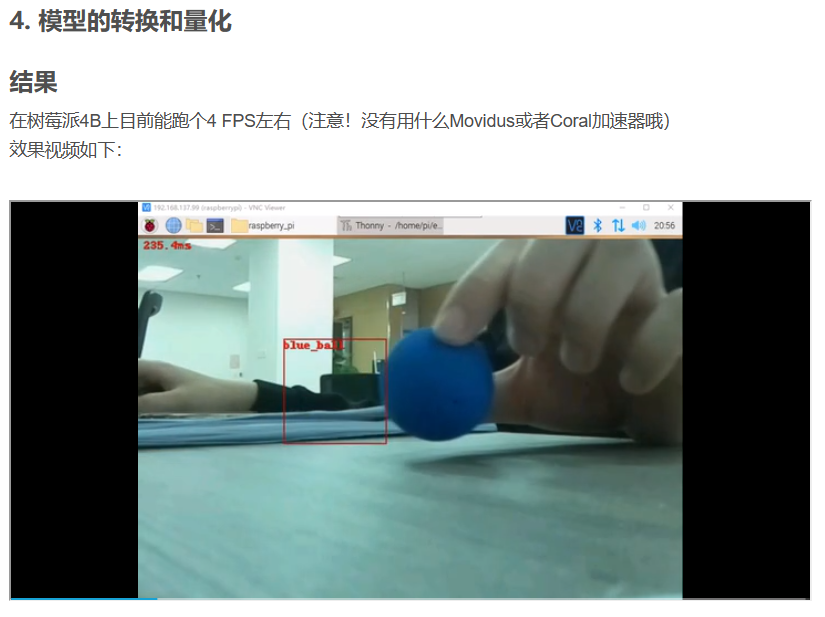 4. 模型的转换和量化
结果
在树莓派4B上目前能跑个4 FPS左右（注意！没有用什么Movidus或者Coral加速器哦）
效果视频如下：
192.168.137.99 (raspberrypi) - VNC Viewer
raspberry_pi
Thonny - /home/pi/e..
20:56
235.4ms
blue_ball